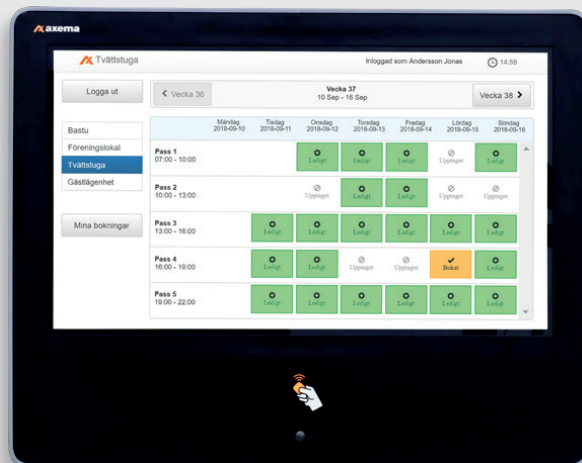 axema
Tvättstuga
Inloggad som Andersson Jonas
14:58
Logga ut
Vecka 36
Vecka 37
10 Sep - 16 Sep
Vecka 38
Bastu
Föreningslokal
Tvättstuga
Gästlägenhet
Mina bokningar
Måndag Tisdag Onsdag Torsdag Fredag Lördag Söndag
2018-09-10 2018-09-11 2018-09-12 2018-09-13 2018-09-14 2018-09-15 2018-09-16
Pass 1
07:00 - 10:00
Ledigt Ledigt Ledigt Upptaget Ledigt
Pass 2
10:00 - 13:00
Upptaget Ledigt Ledigt Upptaget Upptaget
Pass 3
13:00 - 16:00
Ledigt Ledigt Ledigt Ledigt Ledigt Ledigt
Pass 4
16:00 - 19:00
Ledigt Ledigt Upptaget Upptaget Bokat Ledigt
Pass 5
19:00 - 22:00
Ledigt Ledigt Ledigt Ledigt Ledigt Ledigt